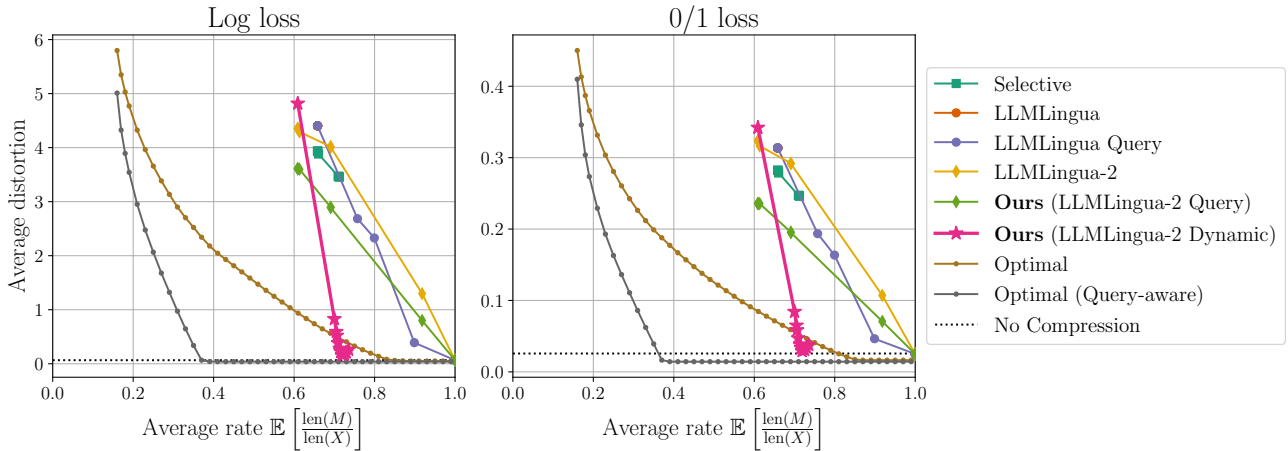 Log loss
0/1 loss
Average distortion
6
5
4
3
2
1
0
0.0 0.2 0.4 0.6 0.8 1.0
Average rate 𝔼 [len(M)/len(X)]
0.4
0.3
0.2
0.1
0.0
0.0 0.2 0.4 0.6 0.8 1.0
Average rate 𝔼 [len(M)/len(X)]
Selective
LLMLingua
LLMLingua Query
LLMLingua-2
Ours (LLMLingua-2 Query)
Ours (LLMLingua-2 Dynamic)
Optimal
Optimal (Query-aware)
No Compression